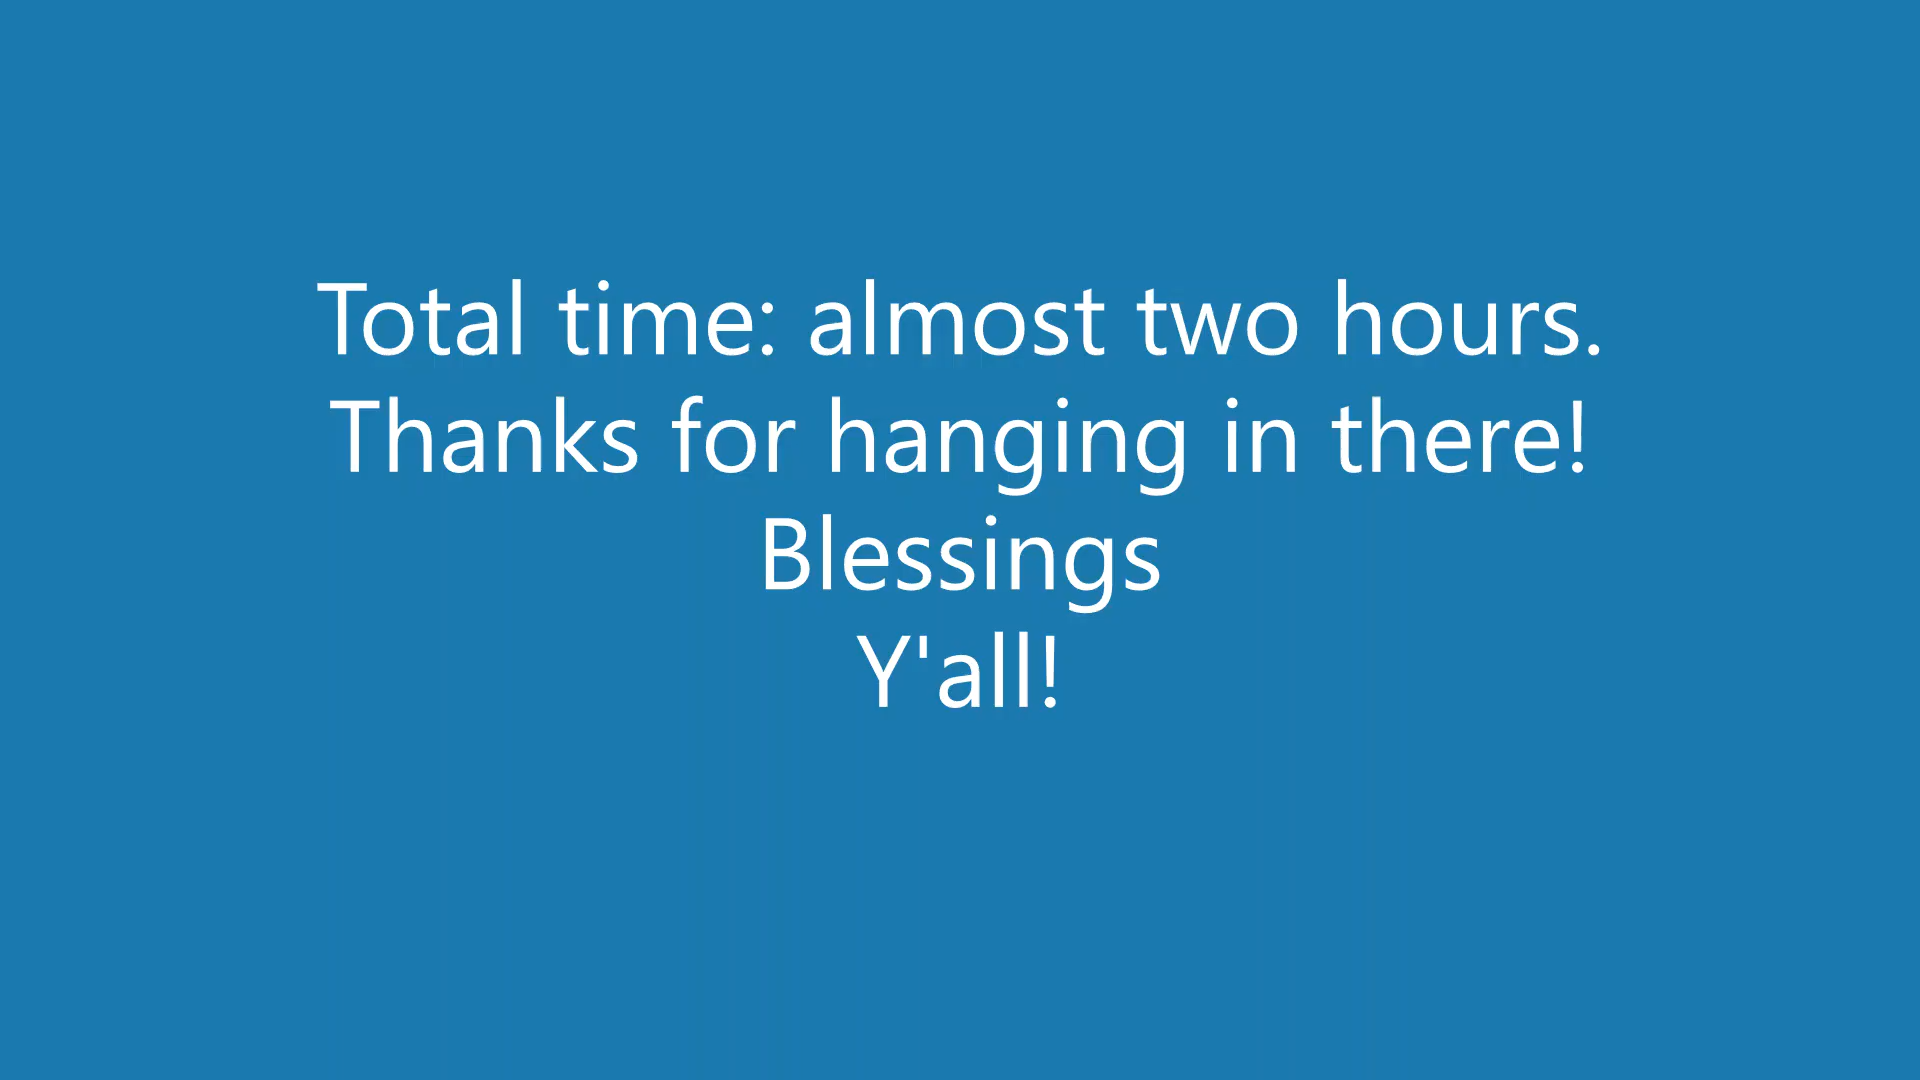 Total time: almost two hours.
Thanks for hanging in there!
Blessings
Y'all!